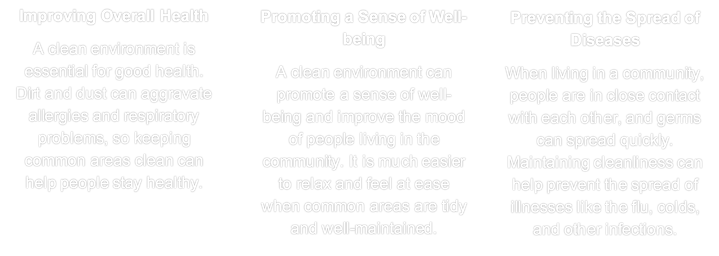 Improving Overall Health
A clean environment is
essential for good health.
Dirt and dust can aggravate
allergies and respiratory
problems, so keeping
common areas clean can
help people stay healthy.
Promoting a Sense of Well-
being
A clean environment can
promote a sense of well-
being and improve the mood
of people living in the
community. It is much easier
to relax and feel at ease
when common areas are tidy
and well-maintained.
Preventing the Spread of
Diseases
When living in a community,
people are in close contact
with each other, and germs
can spread quickly.
Maintaining cleanliness can
help prevent the spread of
illnesses like the flu, colds,
and other infections.